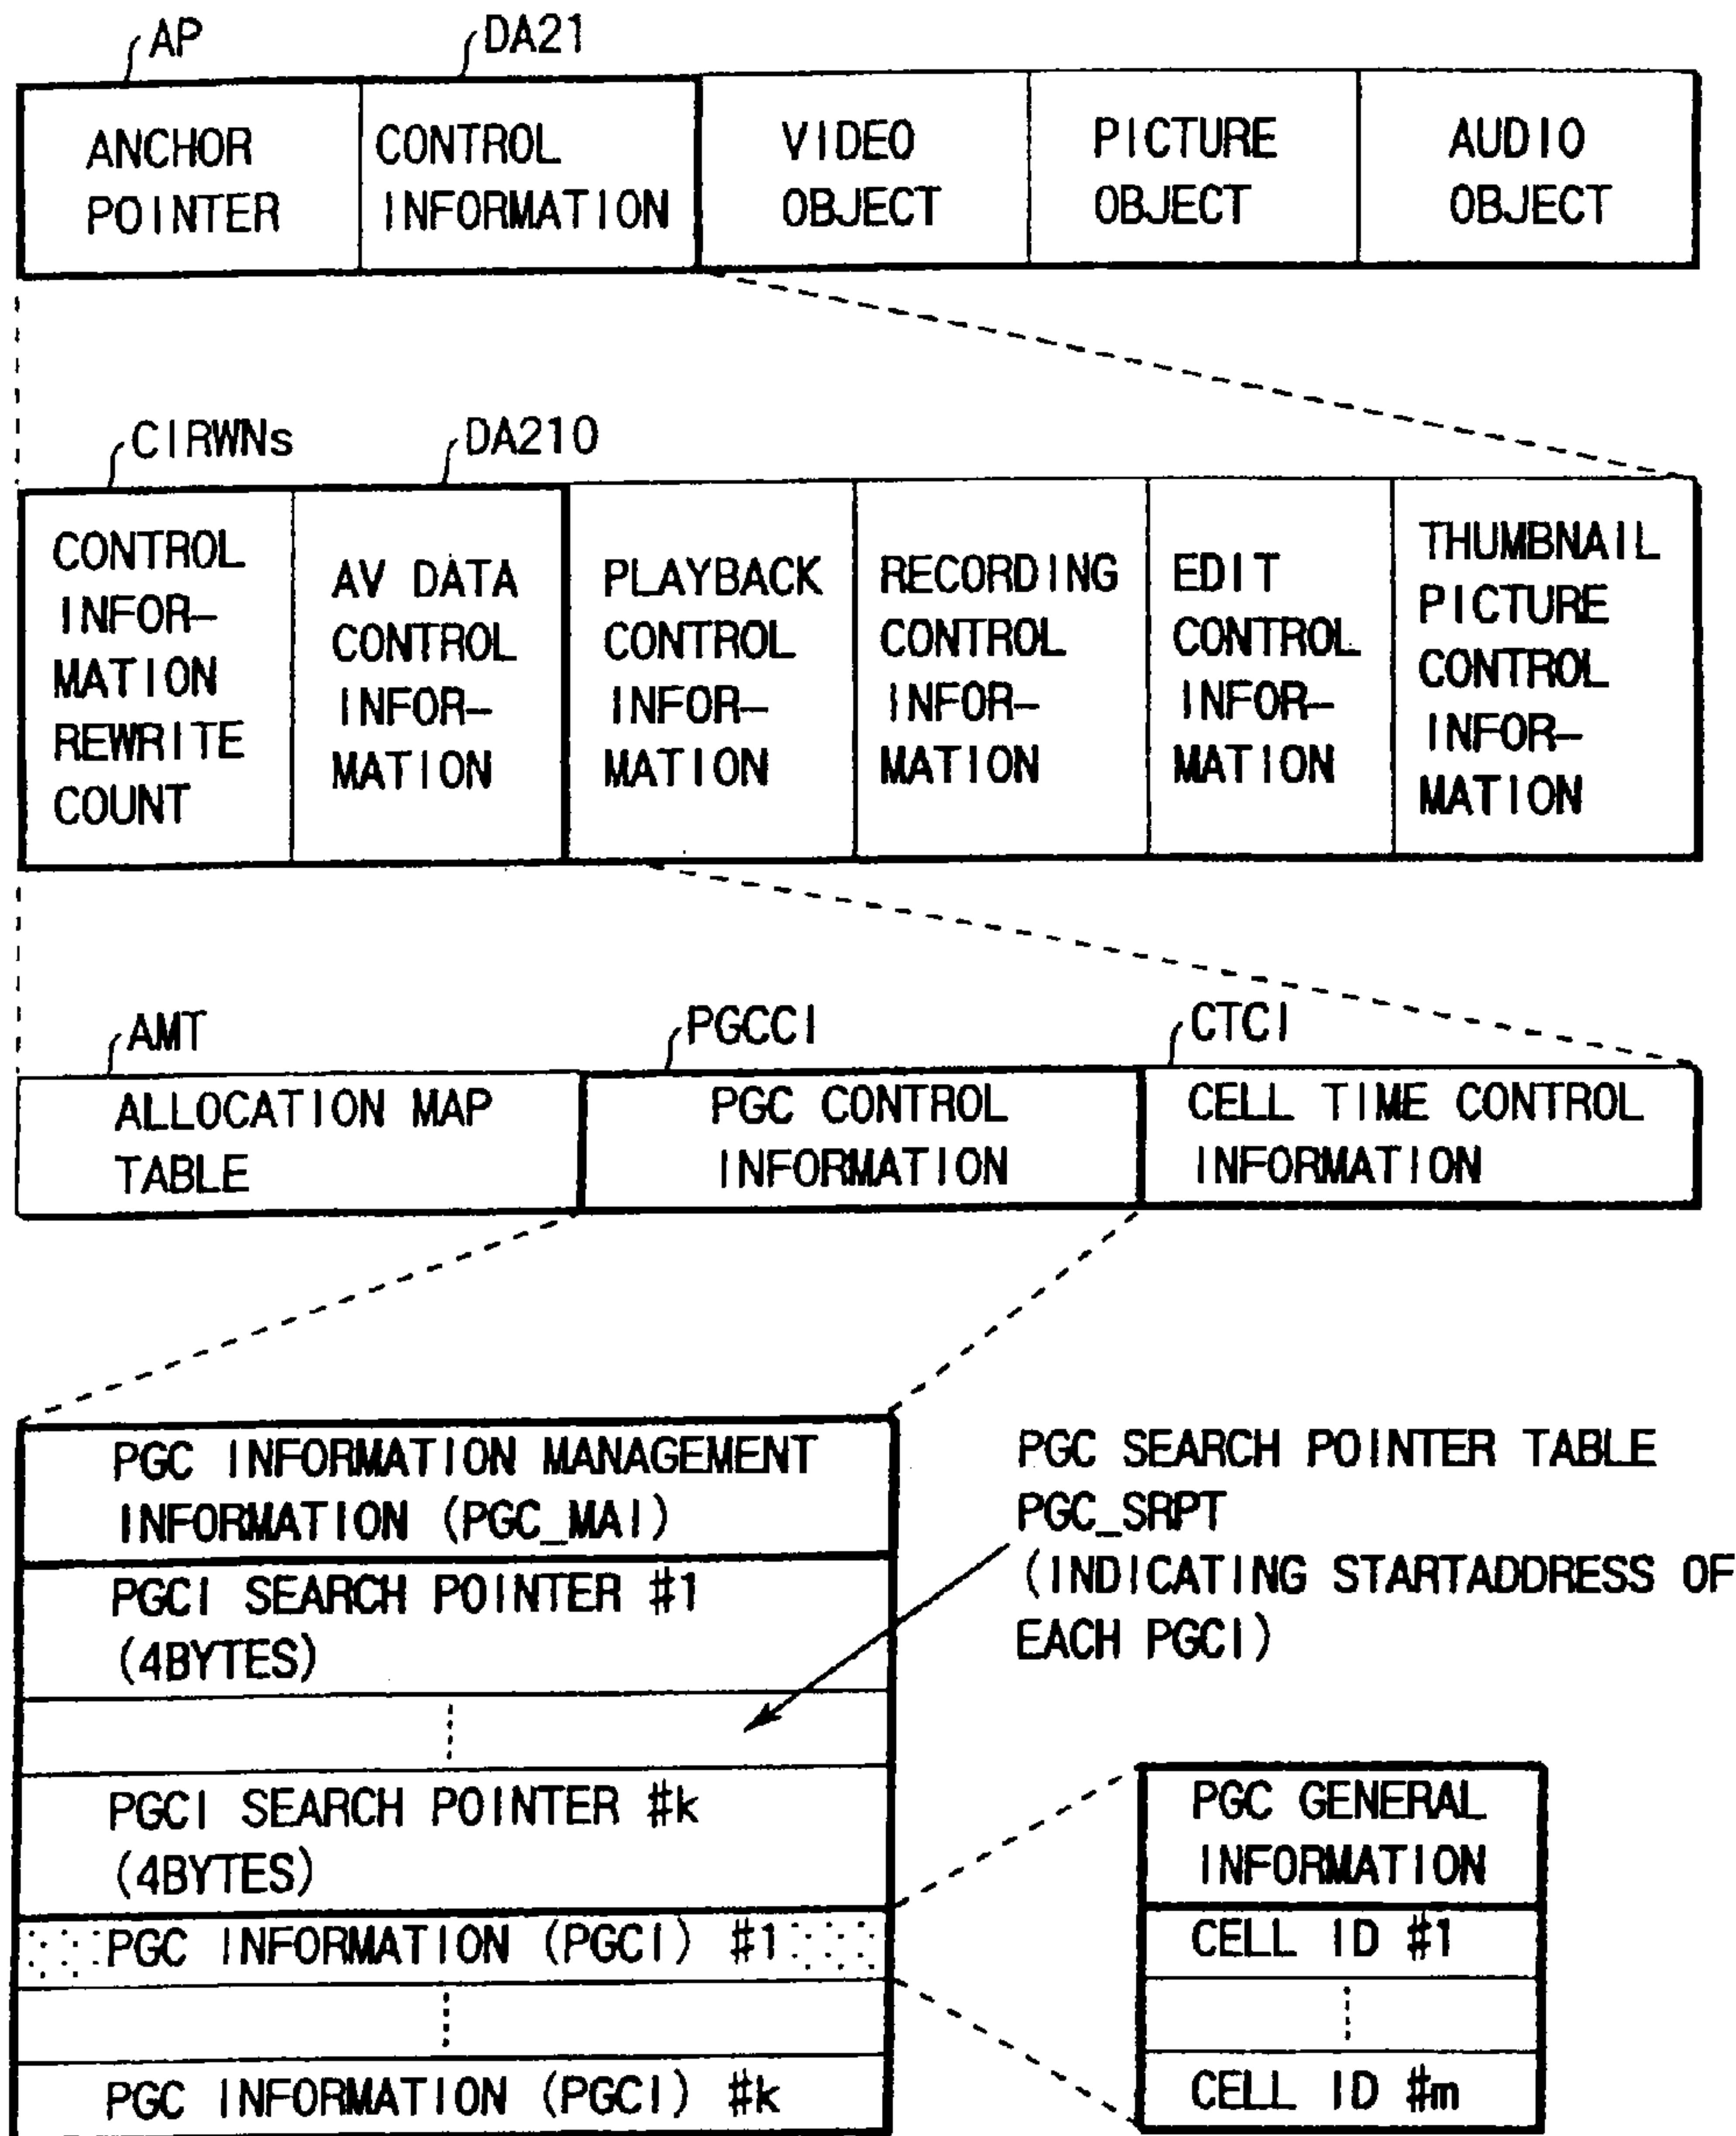 AP
DA21
ANCHOR
POINTER
CONTROL
INFORMATION
VIDEO
OBJECT
PICTURE
OBJECT
AUDIO
OBJECT
CIRWNs
DA210
CONTROL
INFOR-
MATION
REWRITE
COUNT
AV DATA
CONTROL
INFOR-
MATION
PLAYBACK
CONTROL
INFOR-
MATION
RECORDING
CONTROL
INFOR-
MATION
EDIT
CONTROL
INFOR-
MATION
THUMBNAIL
PICTURE
CONTROL
INFOR-
MATION
AMT
PGCCI
CTCI
ALLOCATION MAP
TABLE
PGC CONTROL
INFORMATION
CELL TIME CONTROL
INFORMATION
PGC INFORMATION MANAGEMENT
INFORMATION (PGC_MAI)
PGCI SEARCH POINTER #1
(4BYTES)
PGCI SEARCH POINTER #k
(4BYTES)
PGC INFORMATION (PGCI) #1
PGC INFORMATION (PGCI) #k
PGC SEARCH POINTER TABLE
PGC_SRPT
(INDICATING STARTADDRESS OF
EACH PGCI)
PGC GENERAL
INFORMATION
CELL ID #1
CELL ID #m